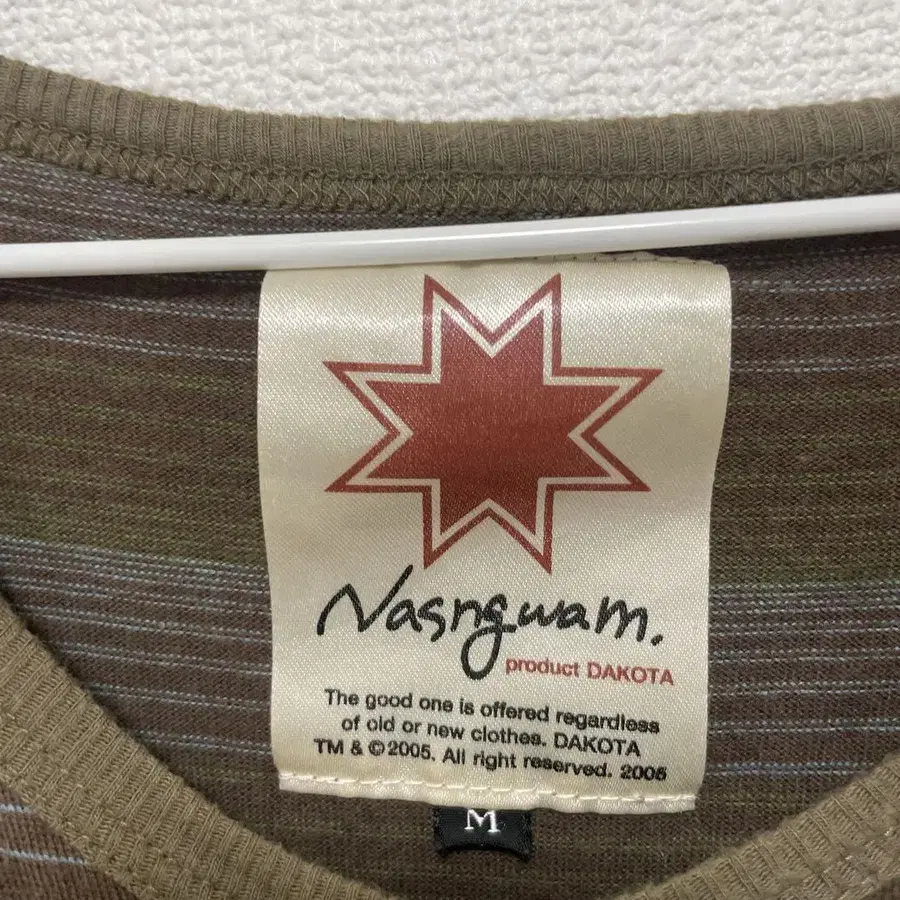 Nasngwam.
product DAKOTA
The good one is offered regardless
of old or new clothes. DAKOTA
TM & ©2005. All right reserved. 2005
M